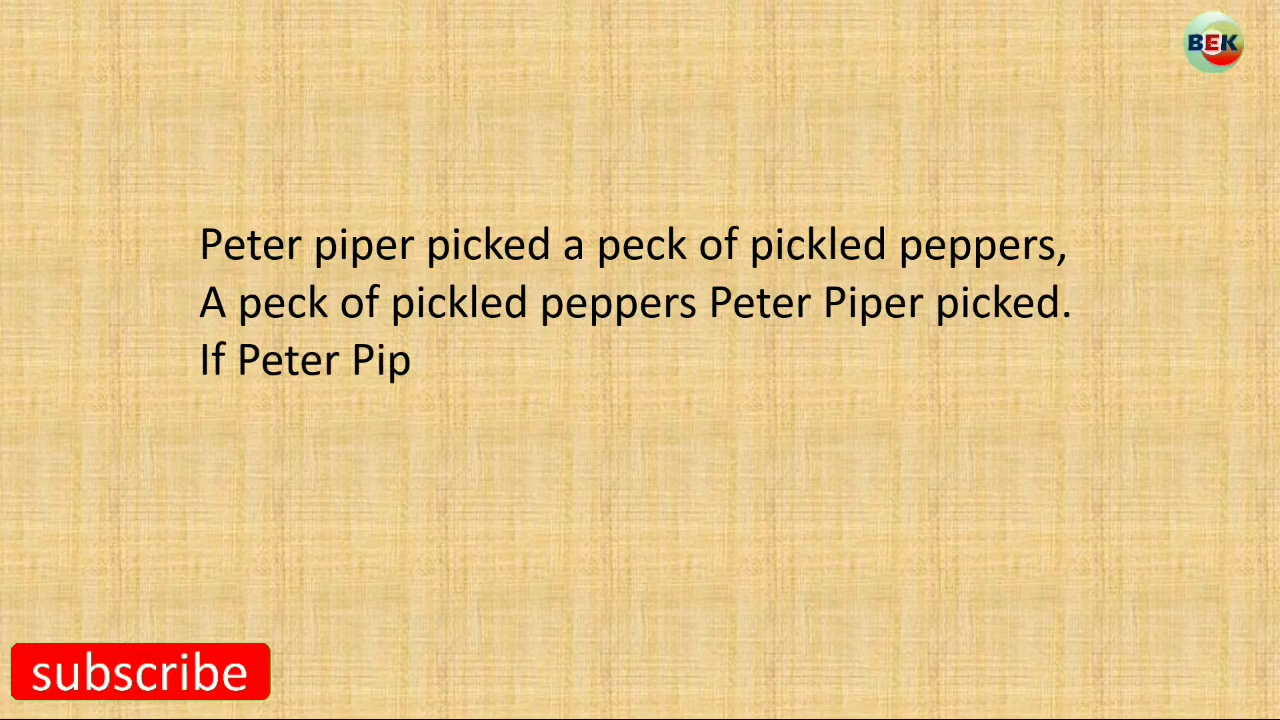 BEK
Peter piper picked a peck of pickled peppers,
A peck of pickled peppers Peter Piper picked.
If Peter Pip
subscribe